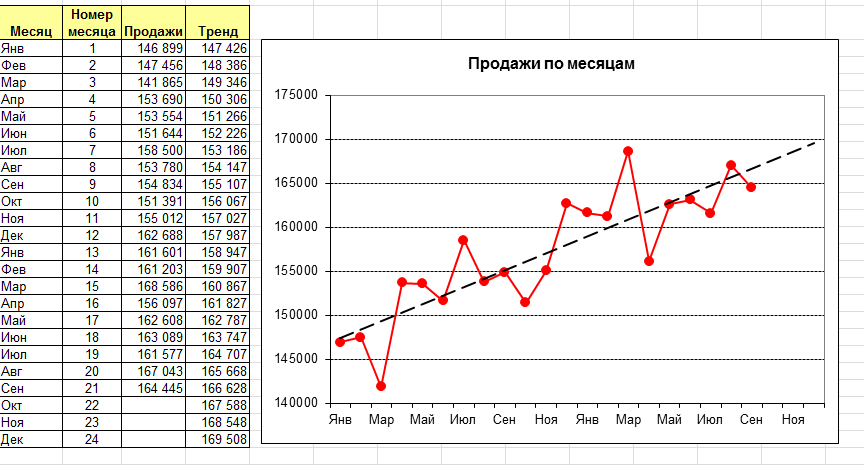 Месяц Номер месяца Продажи Тренд
Янв 1 146 899 147 426
Фев 2 147 456 148 386
Мар 3 141 865 149 346
Апр 4 153 690 150 306
Май 5 153 554 151 266
Июн 6 151 644 152 226
Июл 7 158 500 153 186
Авг 8 153 780 154 147
Сен 9 154 834 155 107
Окт 10 151 391 156 067
Ноя 11 155 012 157 027
Дек 12 162 688 157 987
Янв 13 161 601 158 947
Фев 14 161 203 159 907
Мар 15 168 586 160 867
Апр 16 156 097 161 827
Май 17 162 608 162 787
Июн 18 163 089 163 747
Июл 19 161 577 164 707
Авг 20 167 043 165 668
Сен 21 164 445 166 628
Окт 22 167 588
Ноя 23 168 548
Дек 24 169 508
Продажи по месяцам
175000
170000
165000
160000
155000
150000
145000
140000
Янв Мар Май Июл Сен Ноя Янв Мар Май Июл Сен Ноя